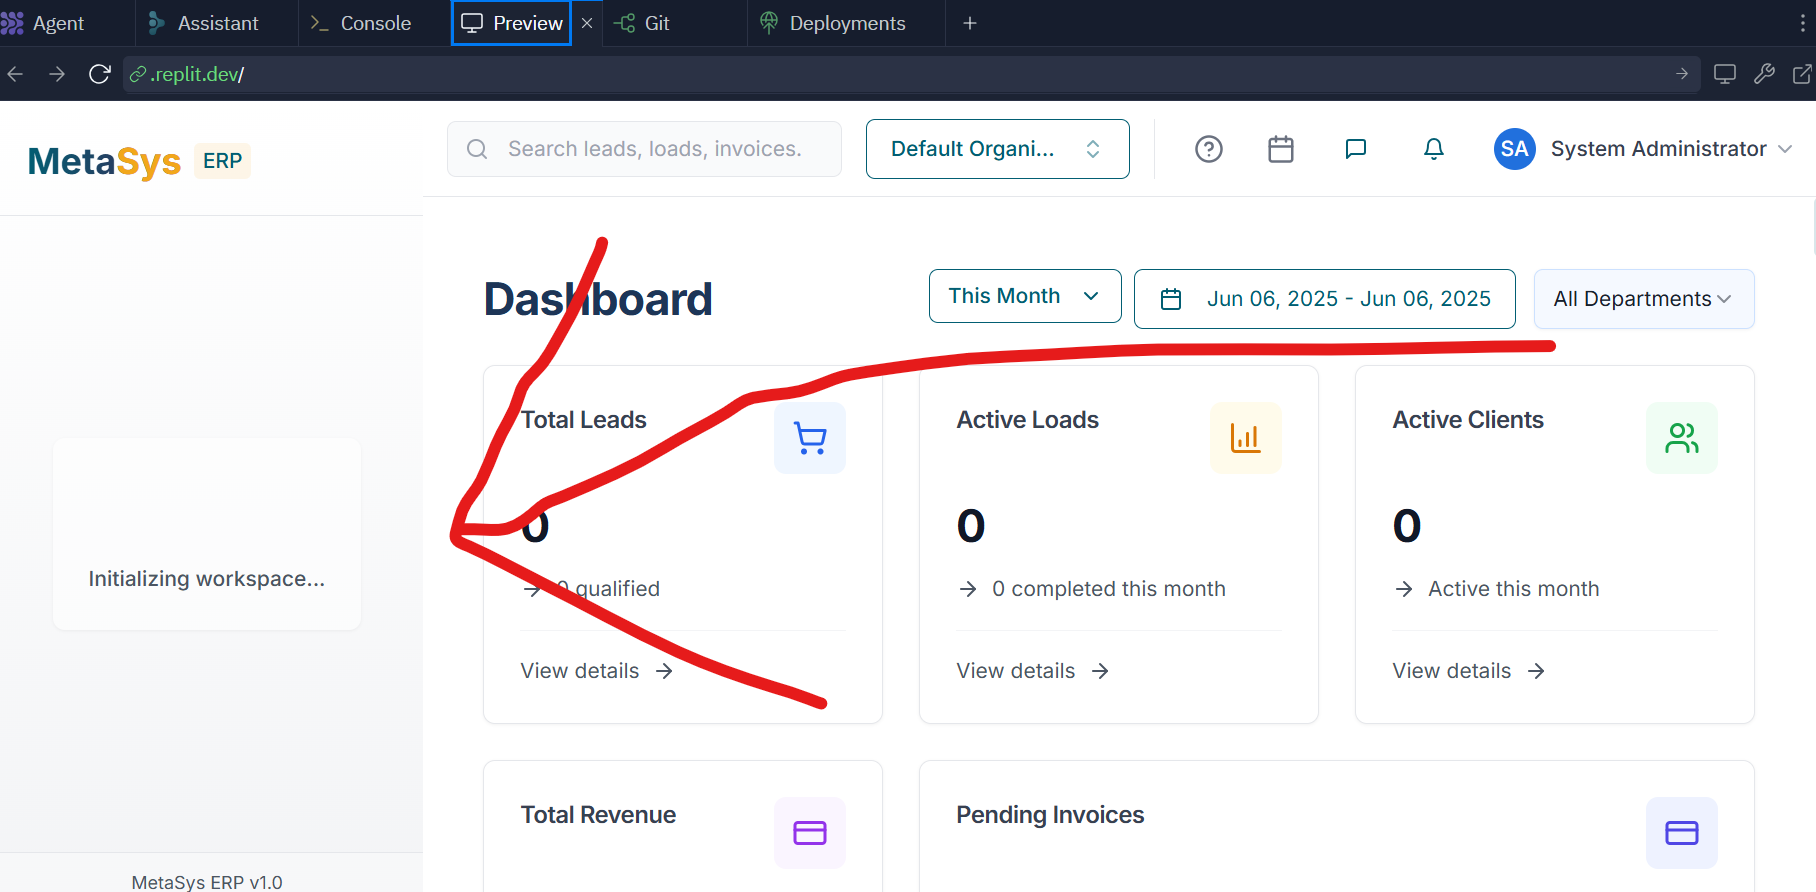 Agent
Assistant
Console
Preview
Git
Deployments
.replit.dev/
MetaSys ERP
Search leads, loads, invoices.
Default Organi...
SA
System Administrator
Dashboard
This Month
Jun 06, 2025 - Jun 06, 2025
All Departments
Total Leads
0
0 qualified
View details
Active Loads
0
0 completed this month
View details
Active Clients
0
Active this month
View details
Initializing workspace...
Total Revenue
Pending Invoices
MetaSys ERP v1.0